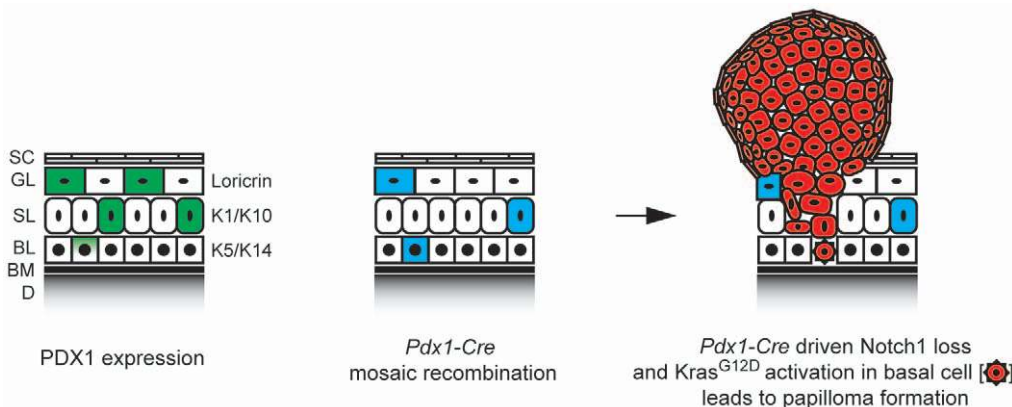 SC
GL
Loricrin
SL
K1/K10
BL
K5/K14
BM
D
PDX1 expression
Pdx1-Cre
mosaic recombination
Pdx1-Cre driven Notch1 loss
and KrasG12D activation in basal cell [ ]
leads to papilloma formation